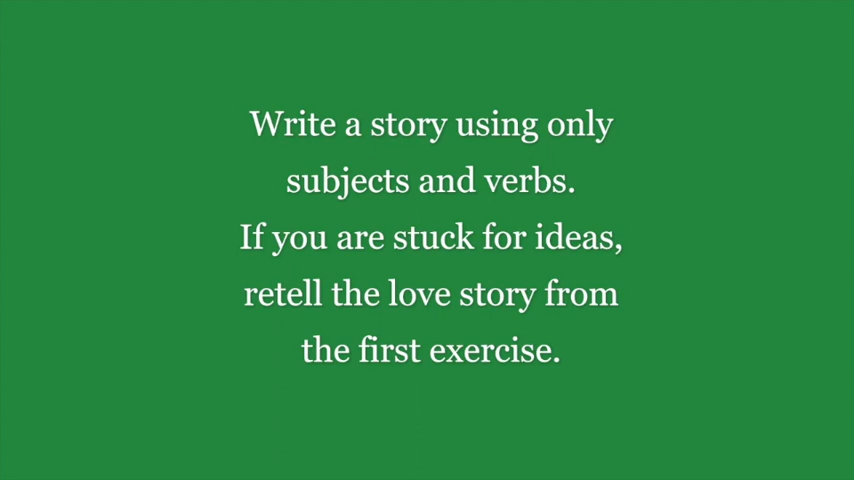 Write a story using only
subjects and verbs.
If you are stuck for ideas,
retell the love story from
the first exercise.